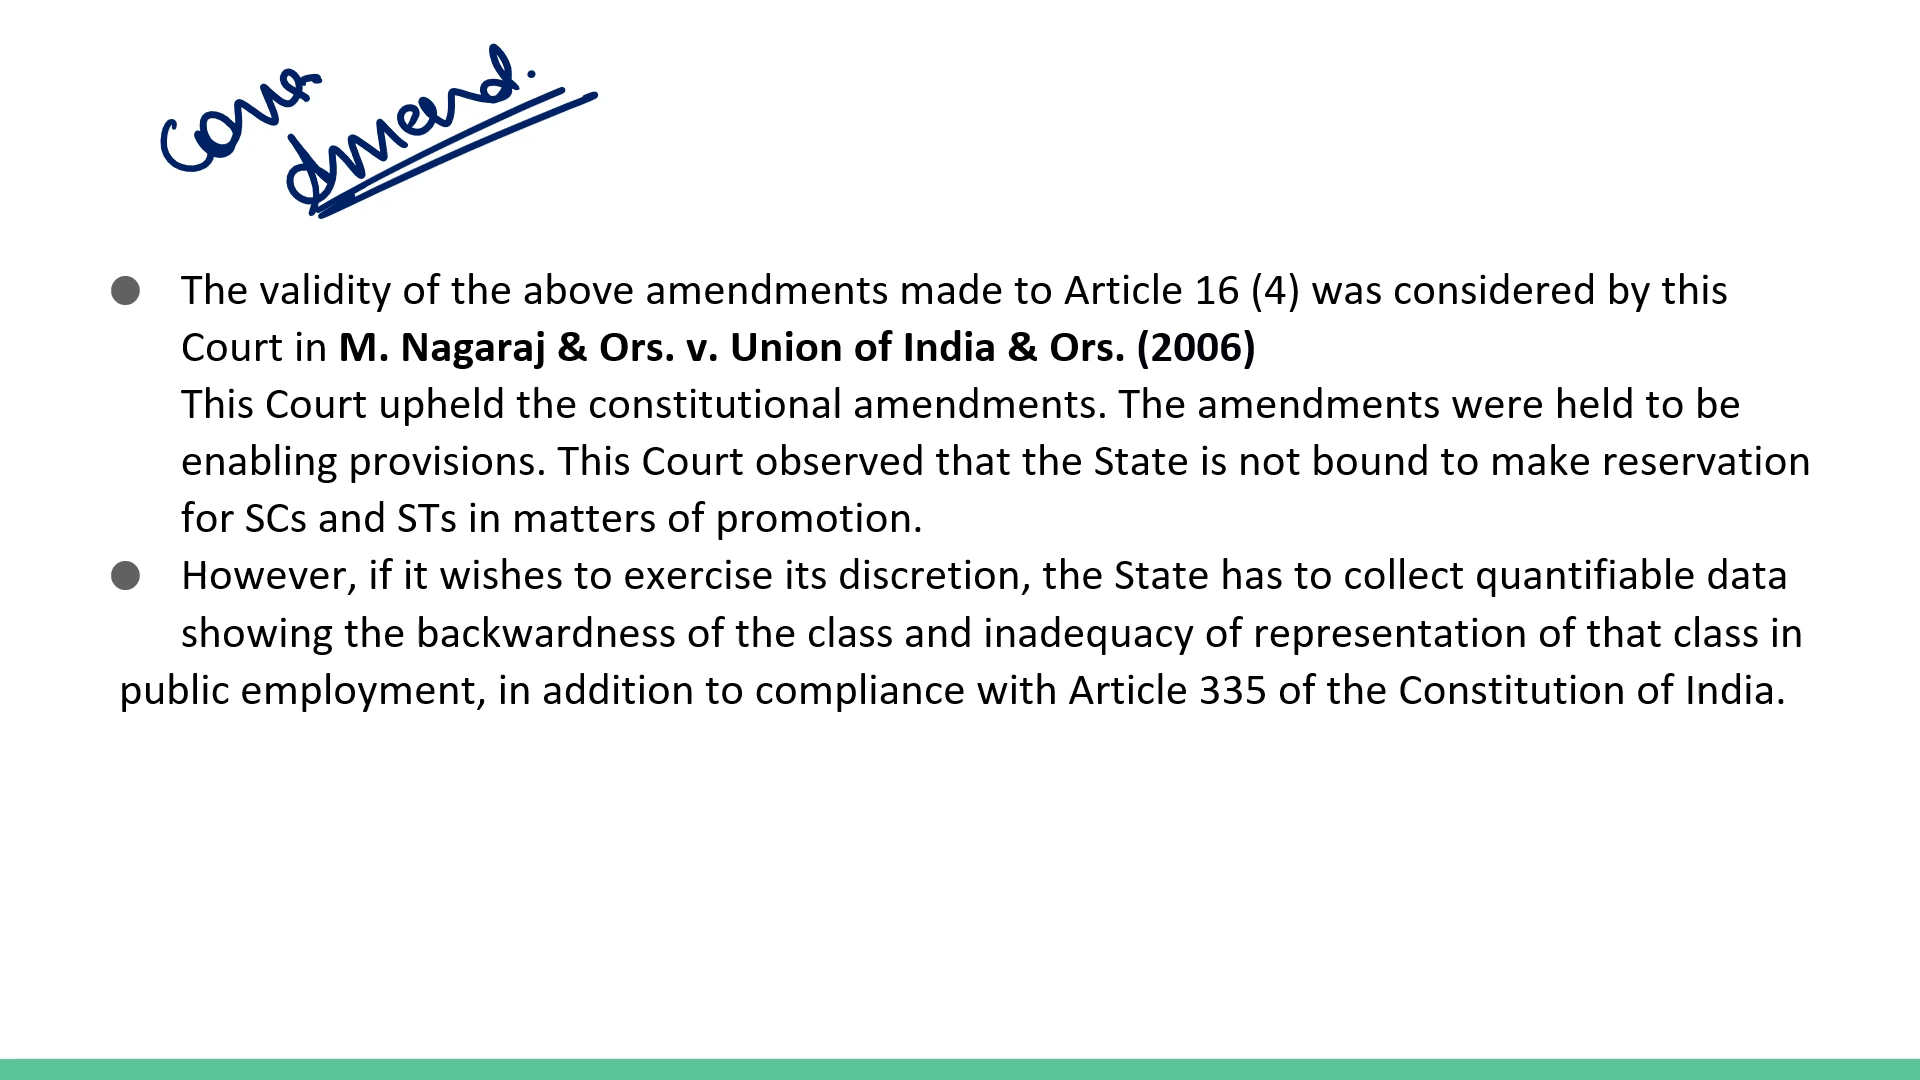 Amend.
● The validity of the above amendments made to Article 16 (4) was considered by this
Court in M. Nagaraj & Ors. v. Union of India & Ors. (2006)
This Court upheld the constitutional amendments. The amendments were held to be
enabling provisions. This Court observed that the State is not bound to make reservation
for SCs and STs in matters of promotion.
● However, if it wishes to exercise its discretion, the State has to collect quantifiable data
showing the backwardness of the class and inadequacy of representation of that class in
public employment, in addition to compliance with Article 335 of the Constitution of India.